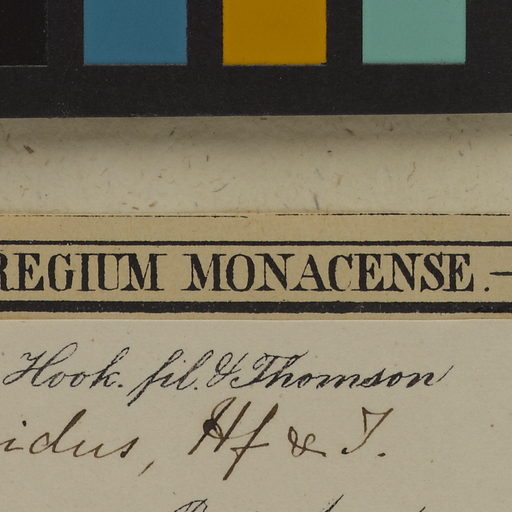 REGIUM MONACENSE.—
Hook. fil. & Thomson
idus, Hf & T.